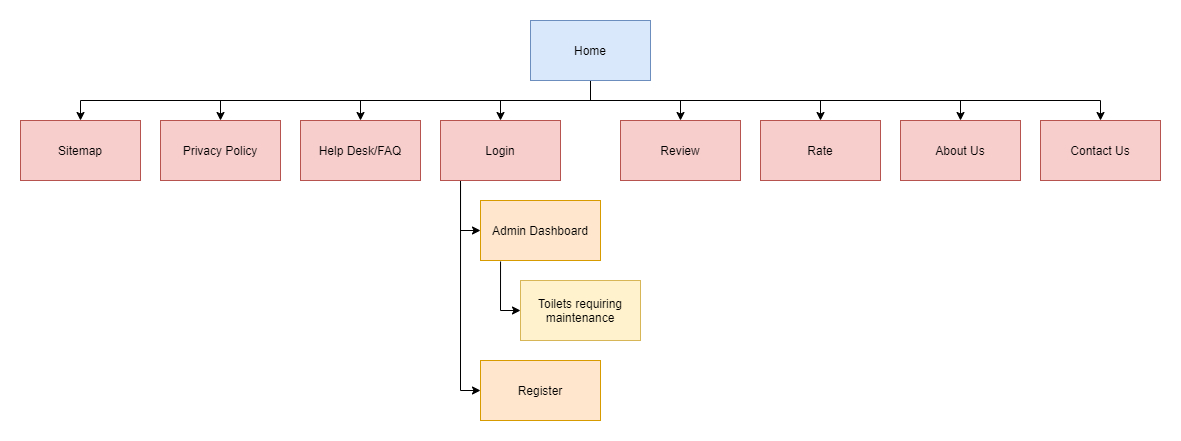 Home
Sitemap
Privacy Policy
Help Desk/FAQ
Login
Review
Rate
About Us
Contact Us
Admin Dashboard
Toilets requiring
maintenance
Register